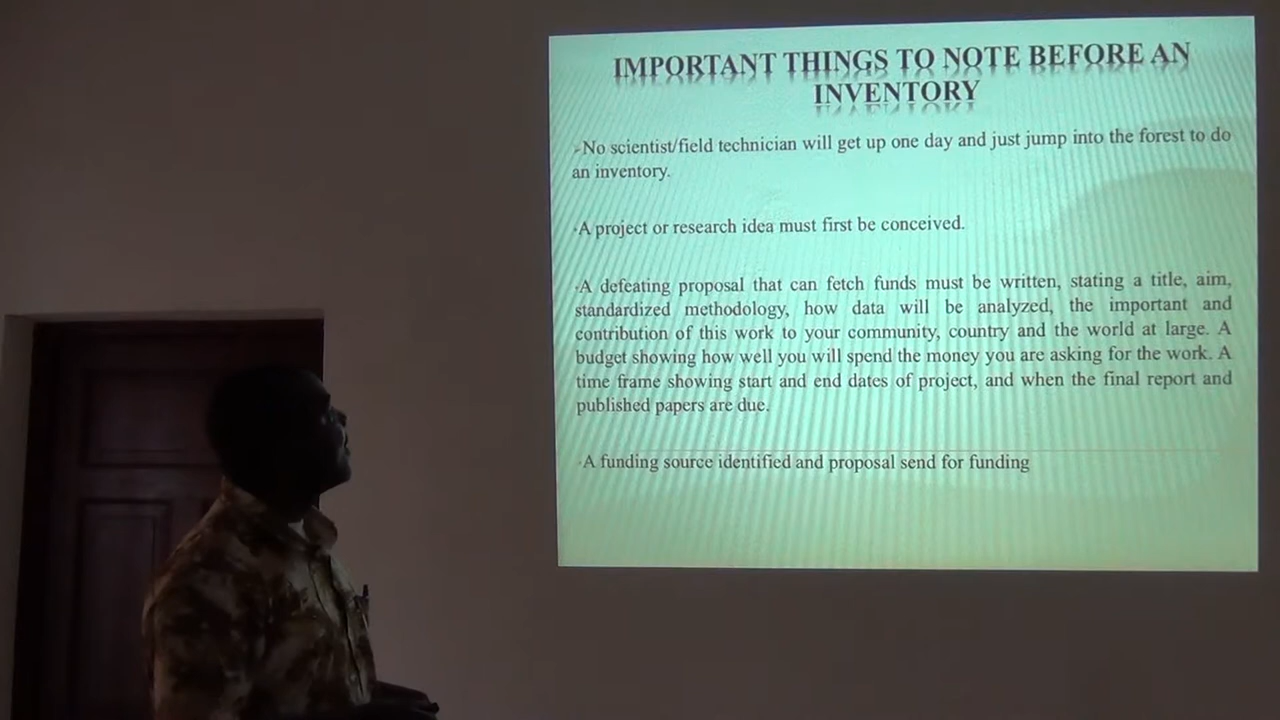 IMPORTANT THINGS TO NOTE BEFORE AN
INVENTORY
No scientist/field technician will get up one day and just jump into the forest to do
an inventory.
A project or research idea must first be conceived.
A defeating proposal that can fetch funds must be written, stating a title, aim,
standardized methodology, how data will be analyzed, the important and
contribution of this work to your community, country and the world at large. A
budget showing how well you will spend the money you are asking for the work. A
time frame showing start and end dates of project, and when the final report and
published papers are due.
A funding source identified and proposal send for funding